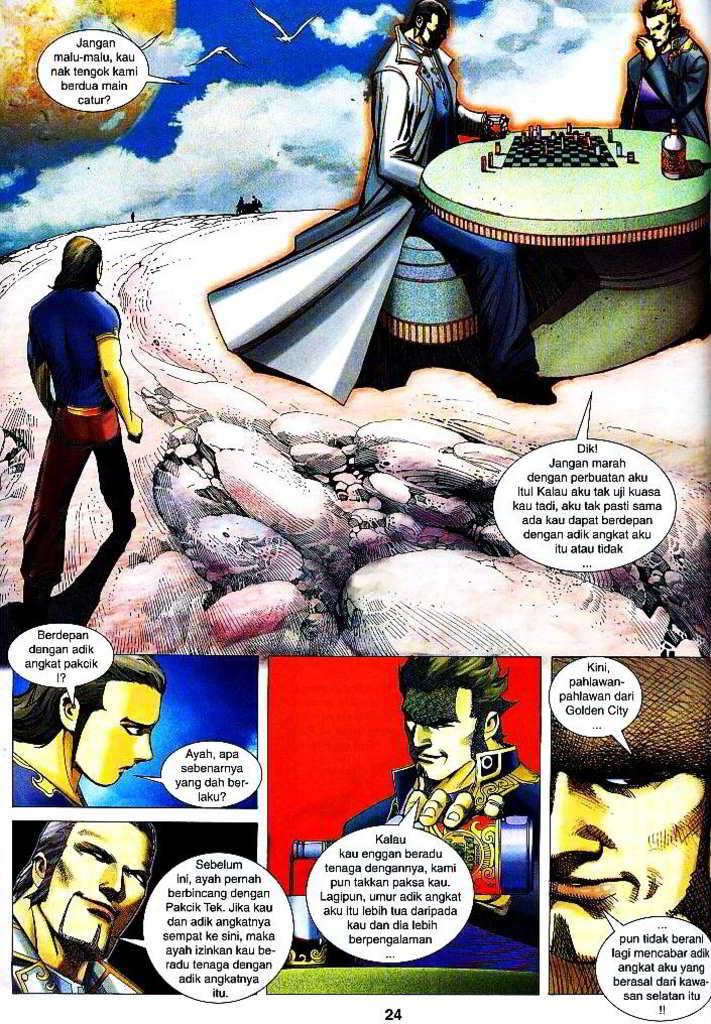 Jangan
malu-malu, kau
nak tengok kami
berdua main
catur?
Dik!
Jangan marah
dengan perbuatan aku
itu! Kalau aku tak uji kuasa
kau tadi, aku tak pasti sama
ada kau dapat berdepan
dengan adik angkat aku
itu atau tidak
...
Berdepan
dengan adik
angkat pakcik
!?
Ayah, apa
sebenarnya
yang dah ber-
laku?
Sebelum
ini, ayah pernah
berbincang dengan
Pakcik Tek. Jika kau
dan adik angkatnya
sempat ke sini, maka
ayah izinkan kau be-
radu tenaga dengan
adik angkatnya
itu.
Kalau
kau enggan beradu
tenaga dengannya, kami
pun takkan paksa kau.
Lagipun, umur adik angkat
aku itu lebih tua daripada
kau dan dia lebih
berpengalaman
...
Kini,
pahlawan-
pahlawan dari
Golden City
...
...
pun tidak berani
lagi mencabar adik
angkat aku yang
berasal dari kawa-
san selatan itu
!!
24